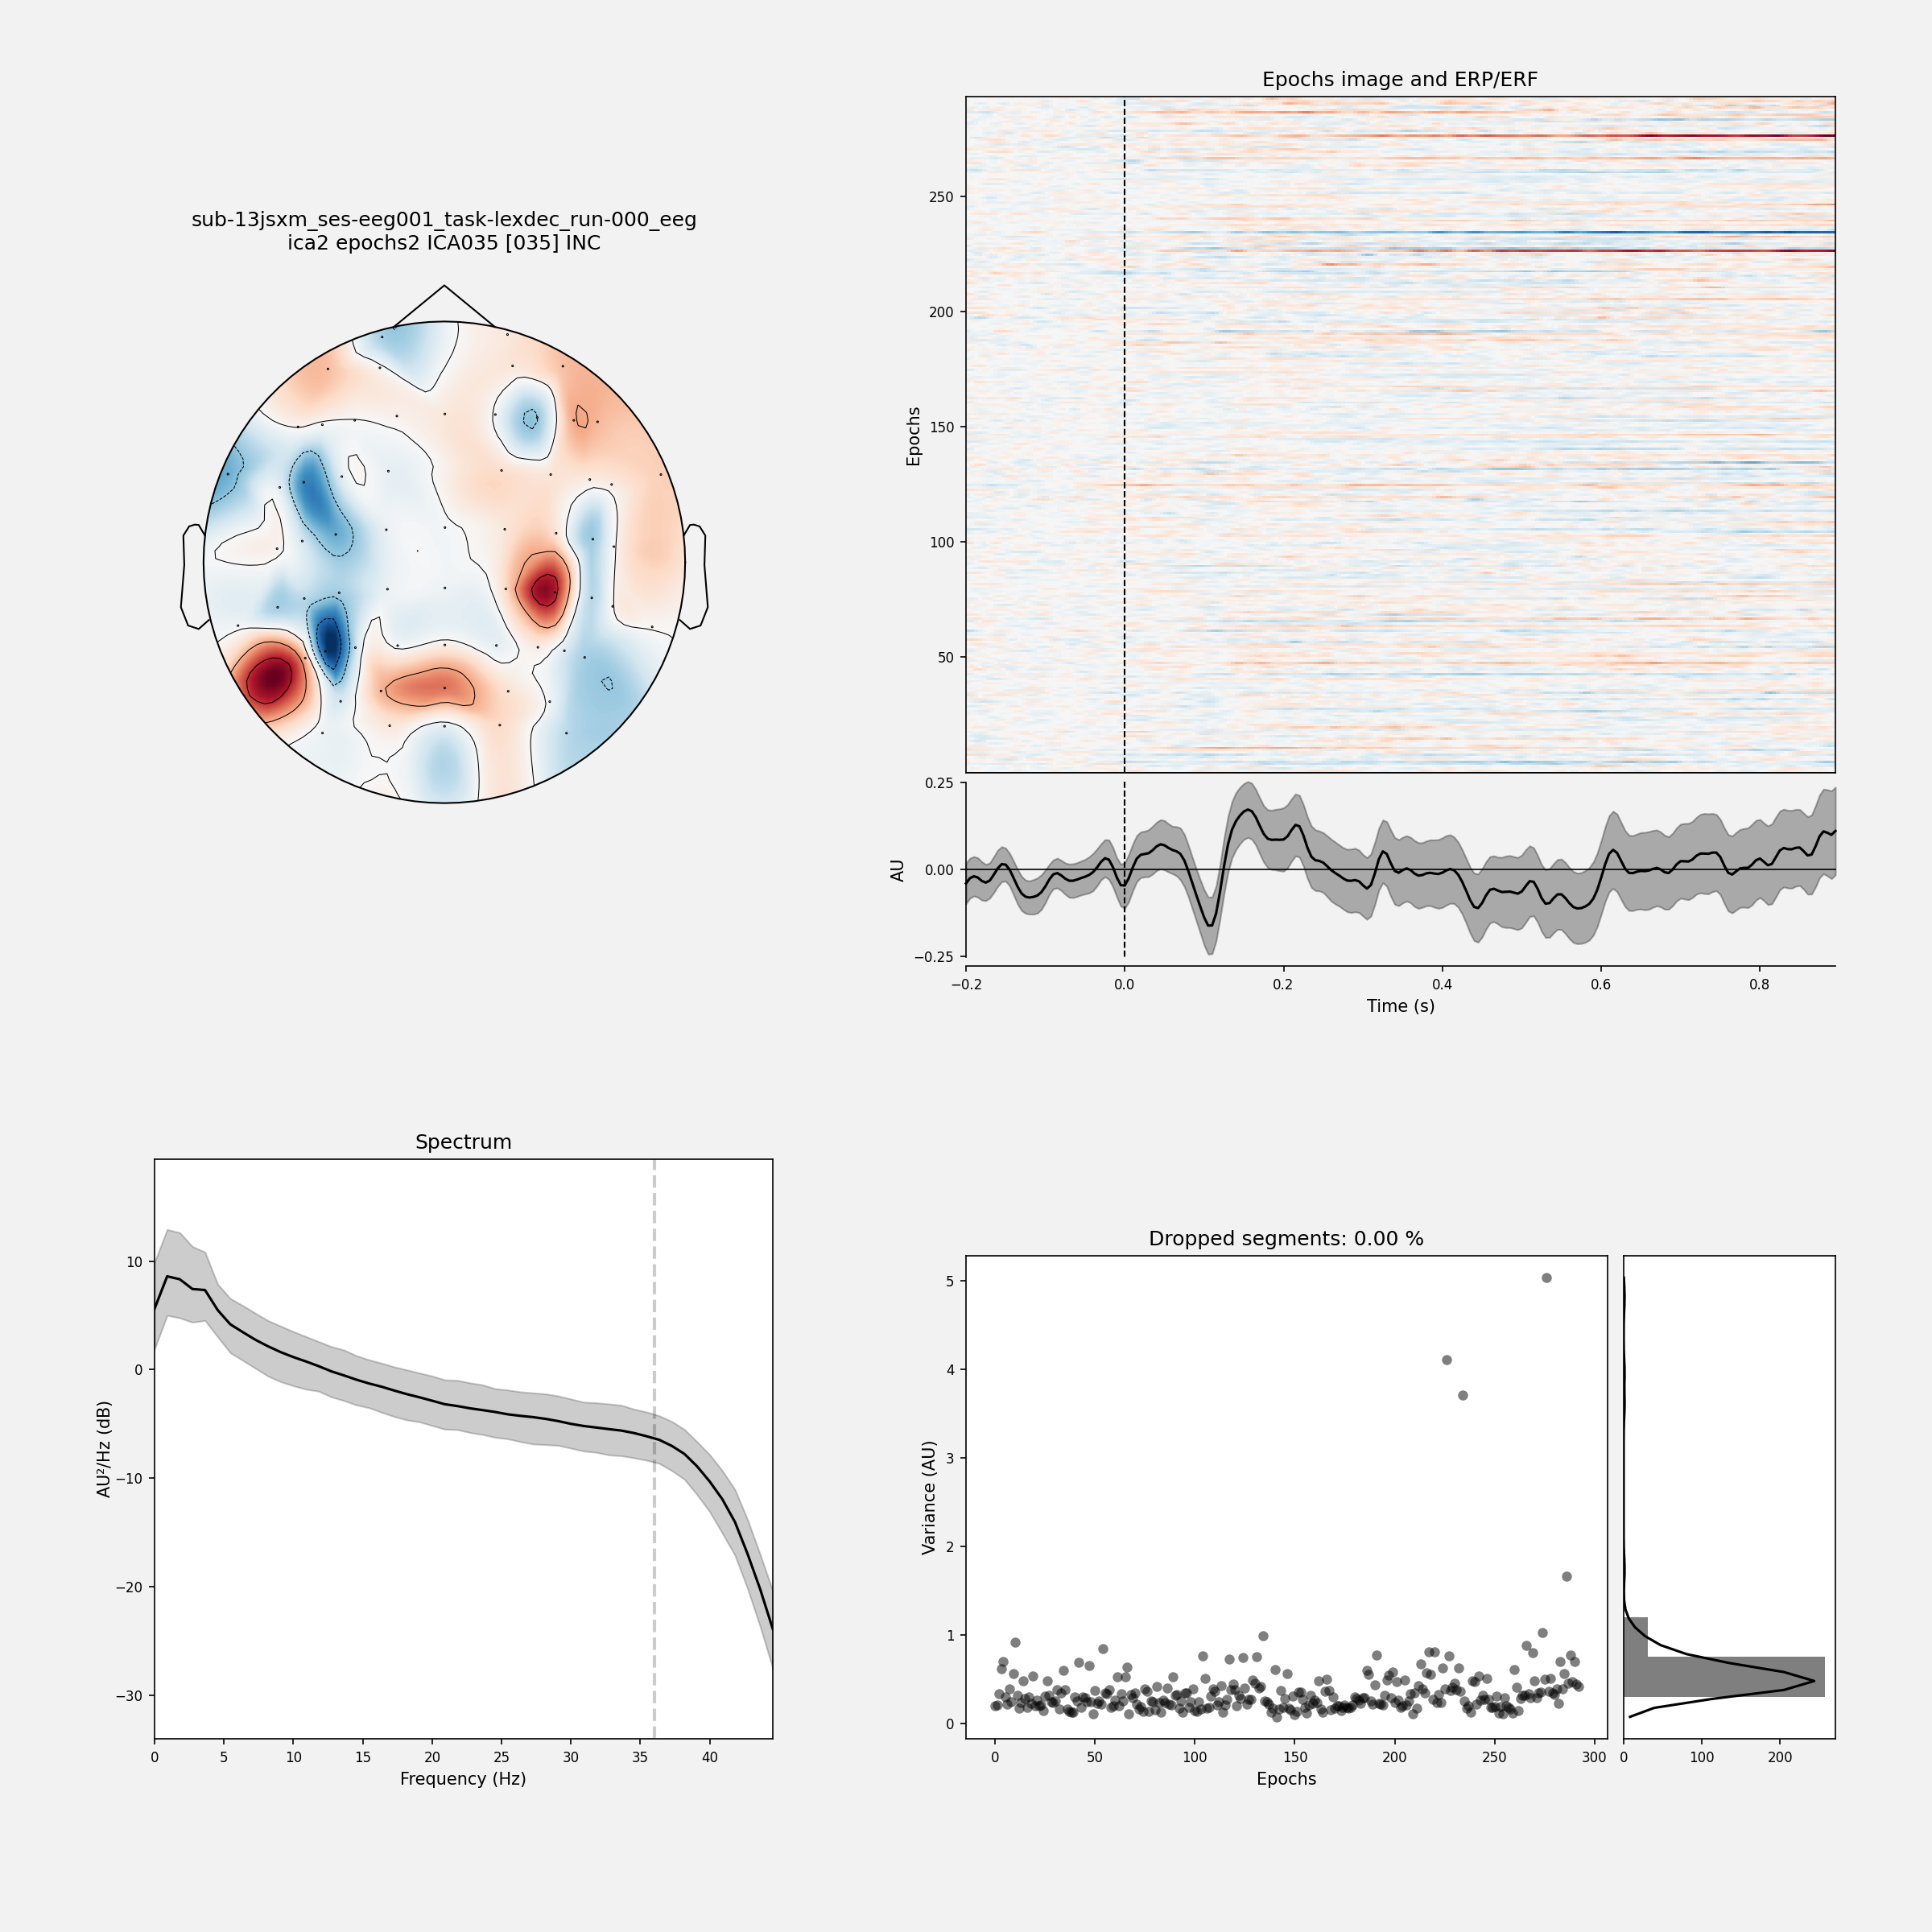 sub-13jsxm_ses-eeg001_task-lexdec_run-000_eeg
ica2 epochs2 ICA035 [035] INC
Epochs image and ERP/ERF
Epochs
250
200
150
100
50
AU
0.25
0.00
−0.25
−0.2 0.0 0.2 0.4 0.6 0.8
Time (s)
Spectrum
AU²/Hz (dB)
10
0
−10
−20
−30
0 5 10 15 20 25 30 35 40
Frequency (Hz)
Dropped segments: 0.00 %
Variance (AU)
5
4
3
2
1
0
0 50 100 150 200 250 300
Epochs
0 100 200